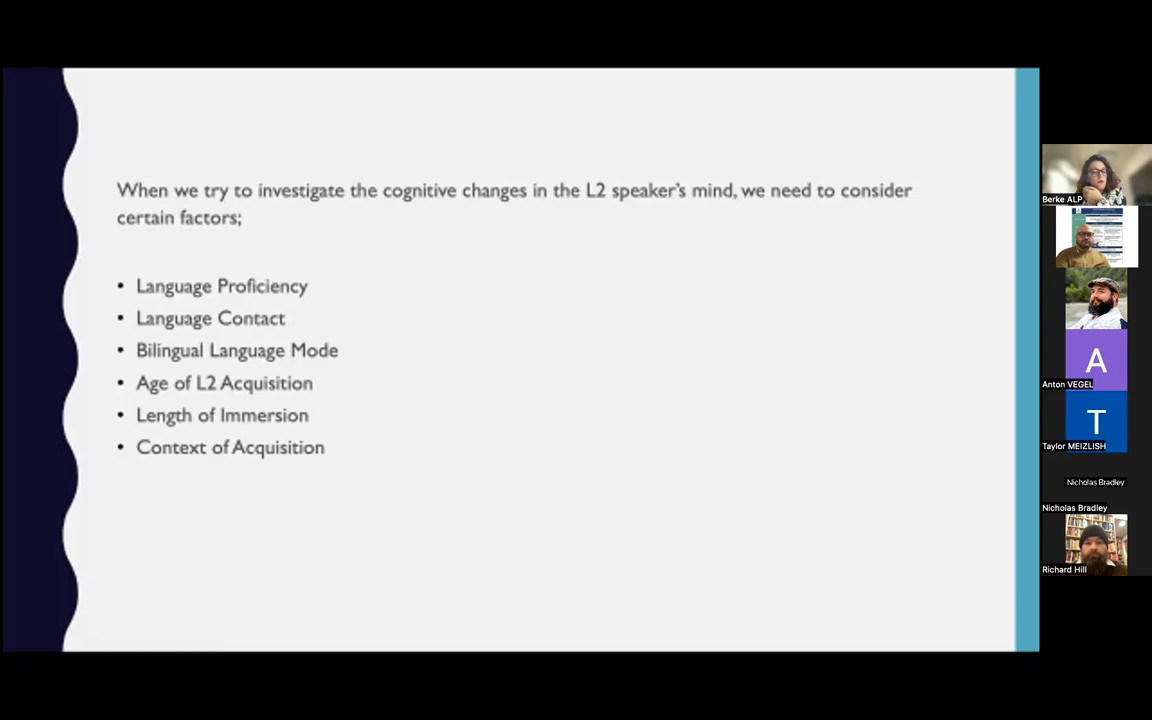 When we try to investigate the cognitive changes in the L2 speaker's mind, we need to consider
certain factors;
• Language Proficiency
• Language Contact
• Bilingual Language Mode
• Age of L2 Acquisition
• Length of Immersion
• Context of Acquisition
Berke ALP
A
Anton VEGEL
T
Taylor MEIZLISH
Nicholas Bradley
Nicholas Bradley
Richard Hill